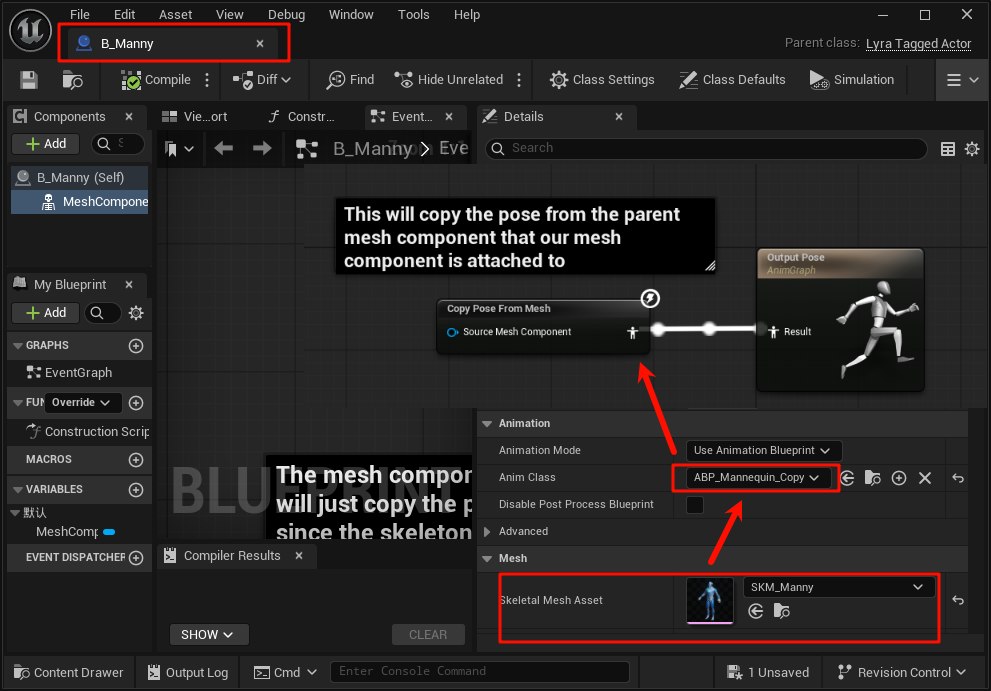 File Edit Asset View Debug Window Tools Help
B_Manny
Parent class: Lyra Tagged Actor
Compile Diff Find Hide Unrelated Class Settings Class Defaults Simulation
Components Vie...ort Constr... Event... Details
Add
B_Manny Eve
Search
B_Manny (Self)
MeshCompone
This will copy the pose from the parent
mesh component that our mesh
component is attached to
Output Pose
AnimGraph
My Blueprint
Copy Pose From Mesh
Add
Source Mesh Component
Result
GRAPHS
EventGraph
FUN Override
Construction Scrip
MACROS
VARIABLES
默认
MeshComp
EVENT DISPATCHER
BLUEPRINT
The mesh compon
will just copy the p
since the skeleton
Animation
Animation Mode Use Animation Blueprint
Anim Class ABP_Mannequin_Copy
Disable Post Process Blueprint
Advanced
Mesh
Skeletal Mesh Asset SKM_Manny
Compiler Results
SHOW CLEAR
Content Drawer Output Log Cmd Enter Console Command 1 Unsaved Revision Control